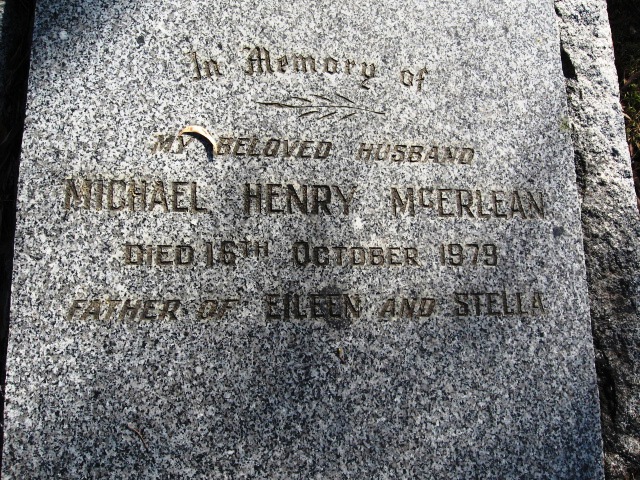 In Memory of
MY BELOVED HUSBAND
MICHAEL HENRY McERLEAN
DIED 16TH OCTOBER 1979
FATHER OF EILEEN AND STELLA